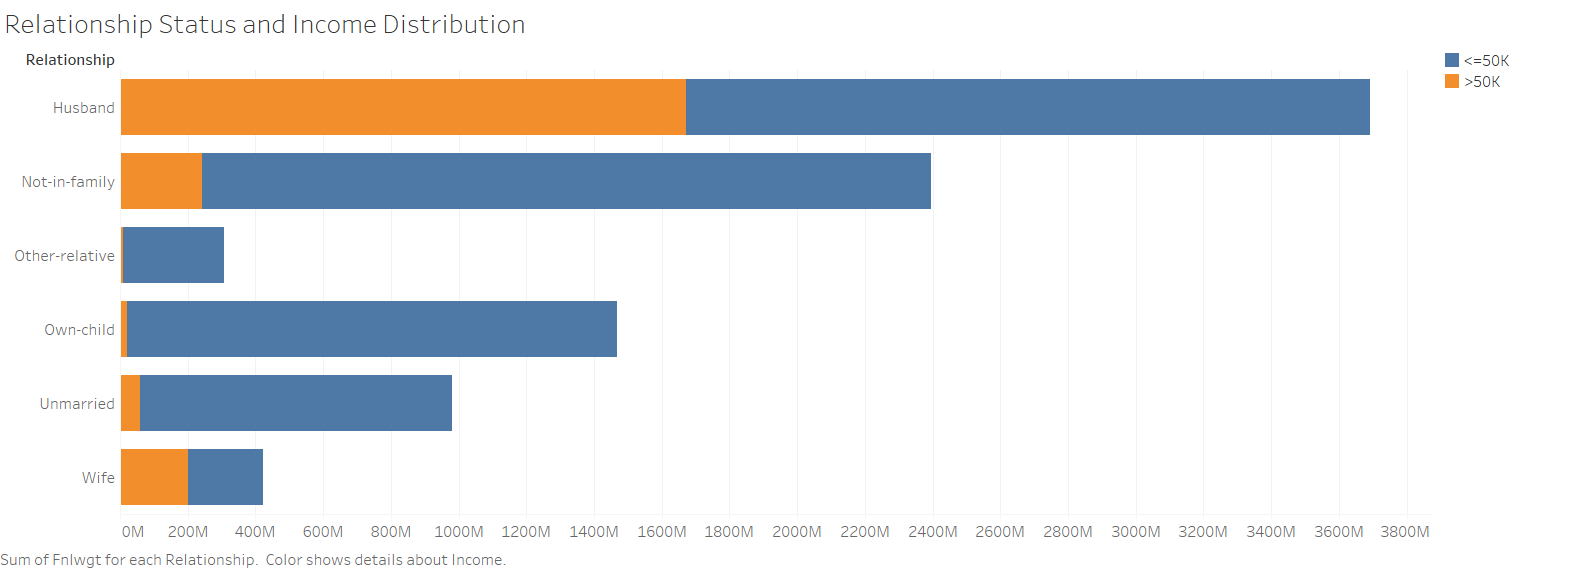 Relationship Status and Income Distribution
Relationship
<=50K
>50K
Husband
Not-in-family
Other-relative
Own-child
Unmarried
Wife
0M 200M 400M 600M 800M 1000M 1200M 1400M 1600M 1800M 2000M 2200M 2400M 2600M 2800M 3000M 3200M 3400M 3600M 3800M
Sum of Fnlwgt for each Relationship. Color shows details about Income.